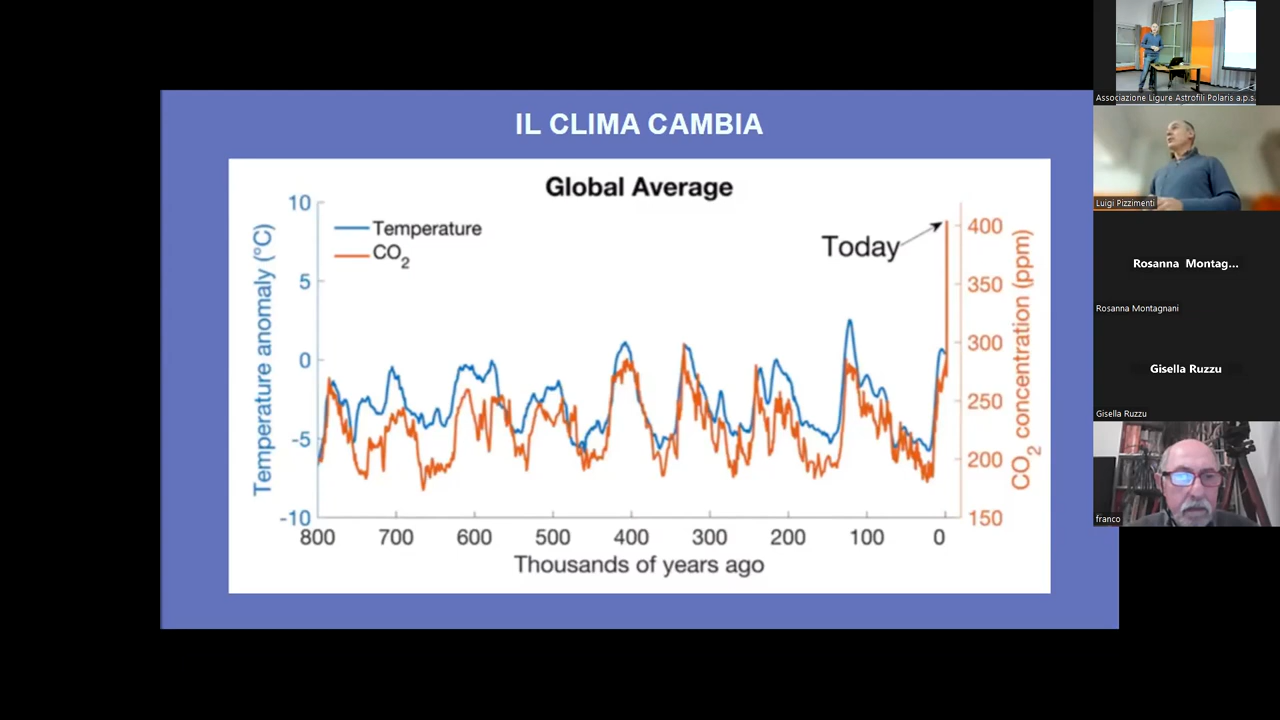 IL CLIMA CAMBIA
Global Average
Temperature
CO2
Today
Temperature anomaly (°C)
10
5
0
-5
-10
CO2 concentration (ppm)
400
350
300
250
200
150
800 700 600 500 400 300 200 100 0
Thousands of years ago
Associazione Ligure Astrofili Polaris a.p.s.
Luigi Pizzimenti
Rosanna Montag...
Rosanna Montagnani
Gisella Ruzzu
Gisella Ruzzu
franco